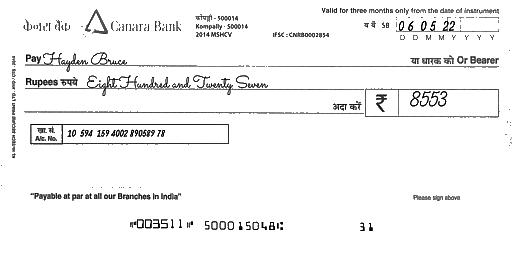 Valid for three months only from the date of instrument
केनरा बैंक Canara Bank
कोंपल्ली - 500014
Kompally - 500014
2014 MSHCV
IFSC : CNRB0002854
SB 06 05 22
D D M M Y Y Y Y
Pay Hayden Bruce या धारक को Or Bearer
Rupees रुपये Eight Hundred and Twenty Seven
अदा करें ₹ 8553
खा. सं.
A/c. No. 10 594 159 4002 890589 78
"Payable at par at all our Branches in India"
Please sign above
⑈003511⑈ 500015048⑆ 31